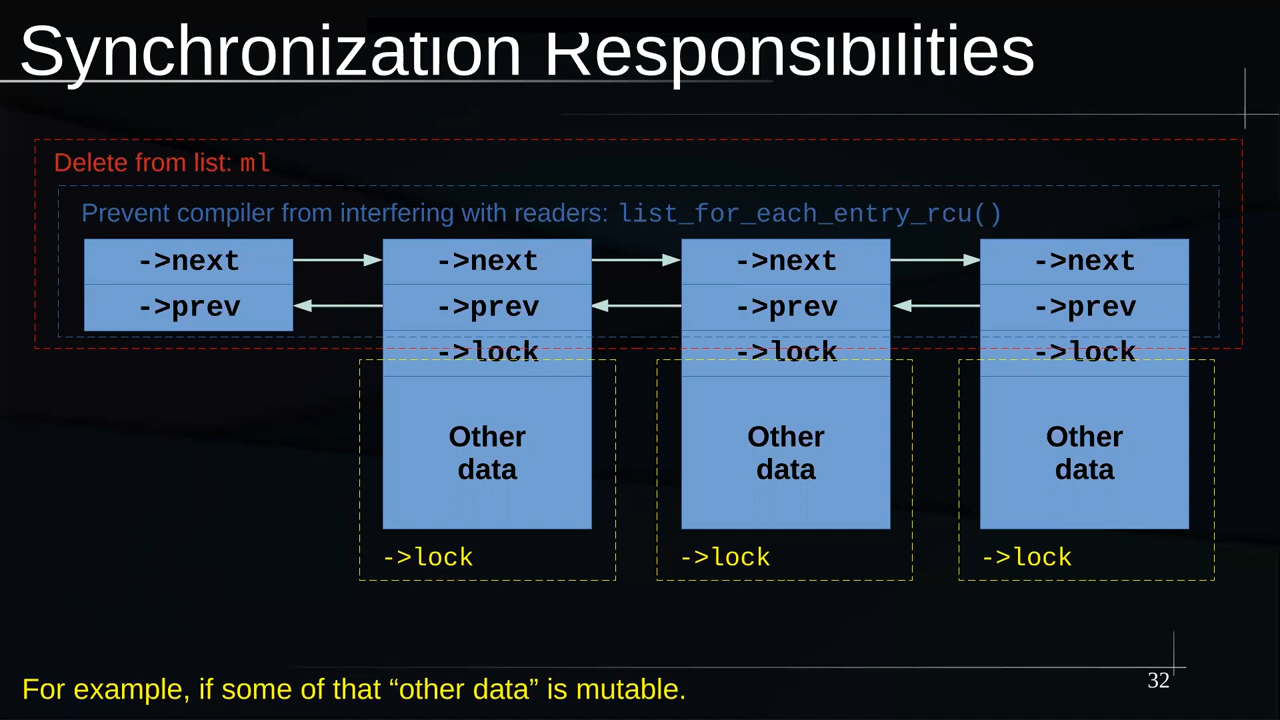 Synchronization Responsibilities
Delete from list: ml
Prevent compiler from interfering with readers: list_for_each_entry_rcu()
->next ->next ->next ->next
->prev ->prev ->prev ->prev
->lock ->lock ->lock
Other Other Other
data data data
->lock ->lock ->lock
For example, if some of that “other data” is mutable.
32